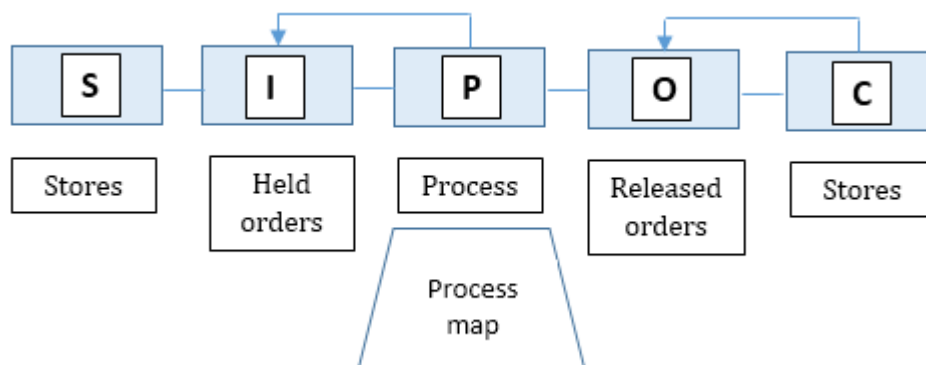 S I P O C
Stores
Held
orders
Process
Released
orders
Stores
Process
map